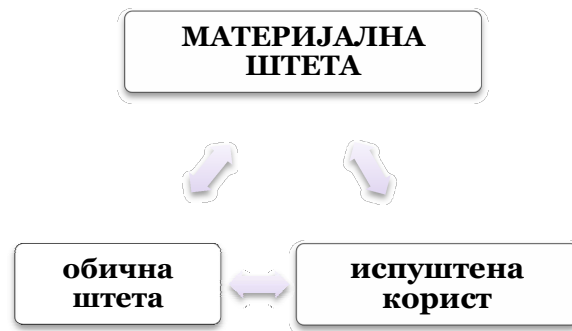 МАТЕРИЈАЛНА
ШТЕТА
обична
штета
испуштена
корист